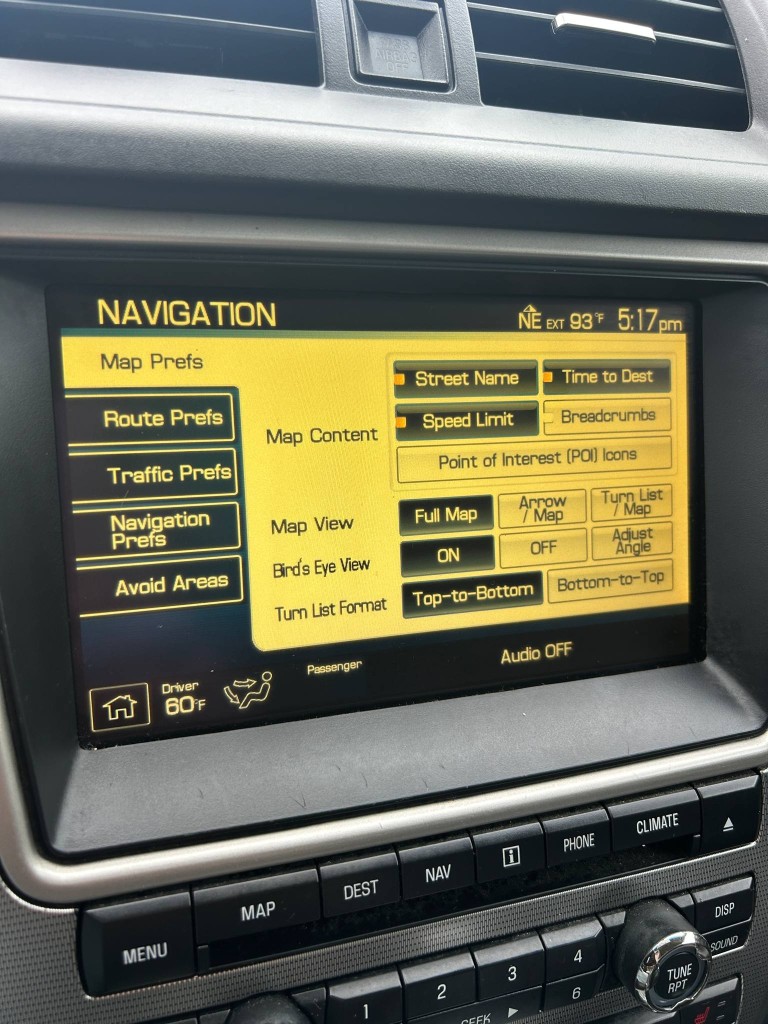 PASS
AIRBAG
OFF
NAVIGATION
NE EXT 93°F 5:17pm
Map Prefs
Route Prefs
Traffic Prefs
Navigation
Prefs
Avoid Areas
Map Content
Street Name
Time to Dest
Speed Limit
Breadcrumbs
Point of Interest (POI) Icons
Map View
Full Map
Arrow
/ Map
Turn List
/ Map
Bird's Eye View
ON
OFF
Adjust
Angle
Turn List Format
Top-to-Bottom
Bottom-to-Top
Driver
60°F
Passenger
Audio OFF
MENU
MAP
DEST
NAV
i
PHONE
CLIMATE
DISP
SOUND
1
2
3
4
6
SEEK
TUNE
RPT